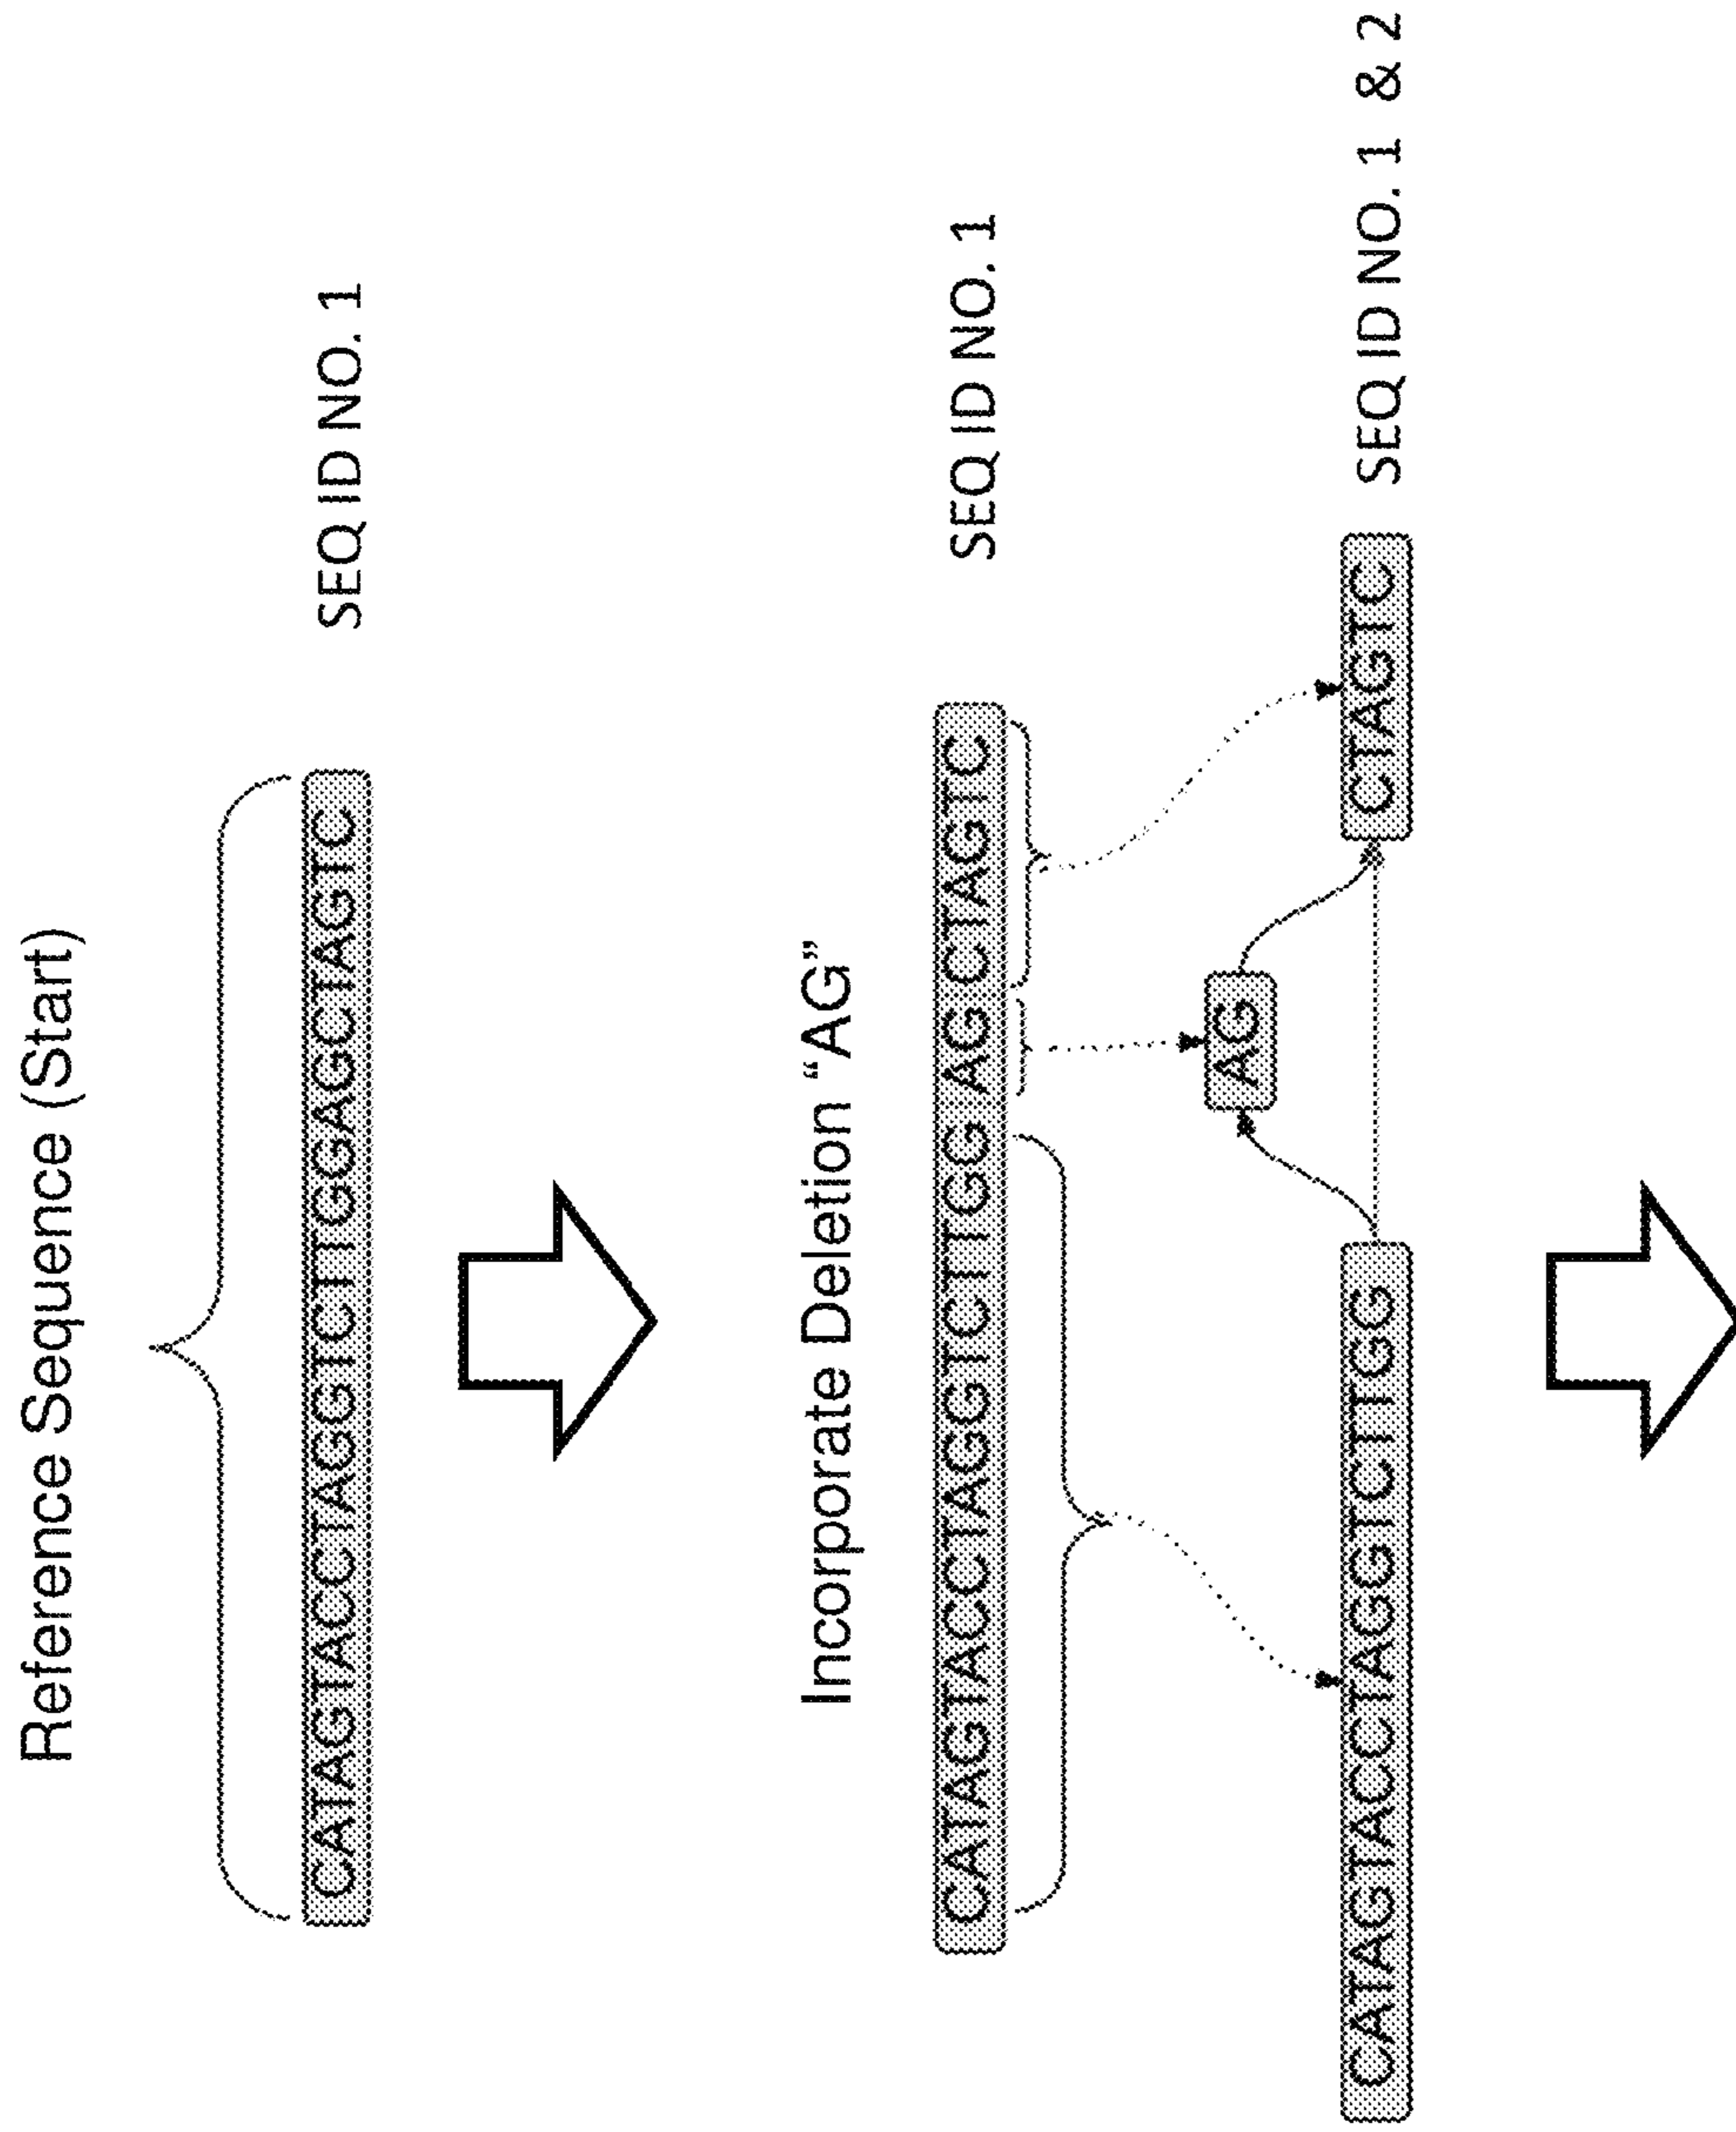 Reference Sequence (Start)
CATAGTACCTAGGTCTTGGAGCTAGTC SEQ ID NO. 1
Incorporate Deletion “AG”
CATAGTACCTAGGTCTTGG AG CTAGTC SEQ ID NO. 1
AG
CATAGTACCTAGGTCTTGG CTAGTC SEQ ID NO. 1 & 2